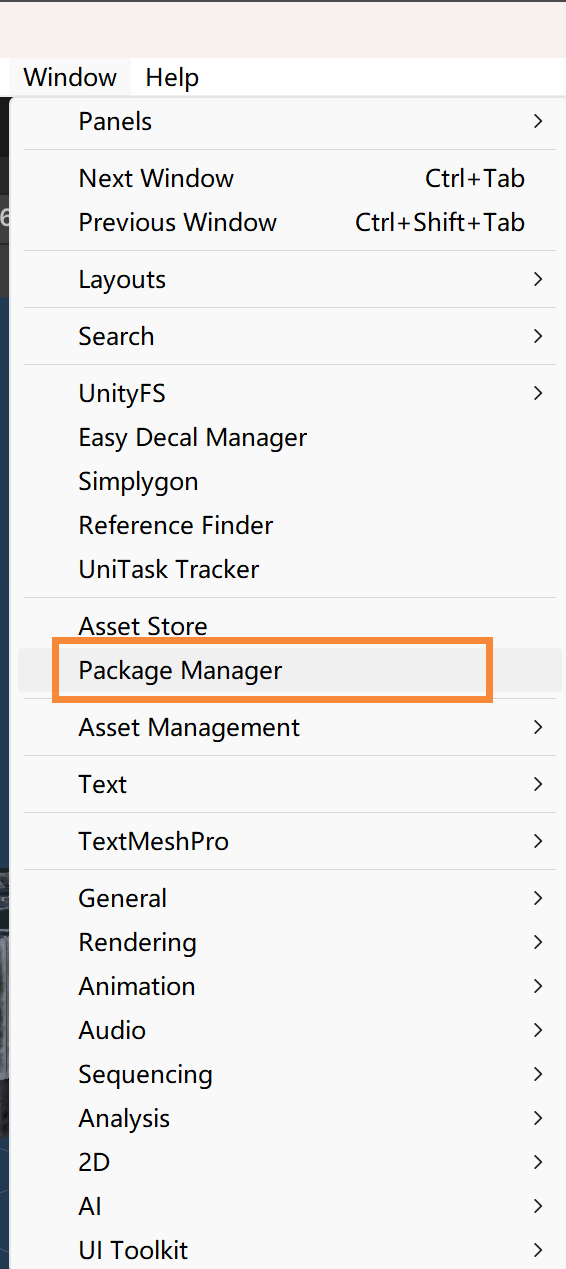 Window Help
Panels
Next Window Ctrl+Tab
Previous Window Ctrl+Shift+Tab
Layouts
Search
UnityFS
Easy Decal Manager
Simplygon
Reference Finder
UniTask Tracker
Asset Store
Package Manager
Asset Management
Text
TextMeshPro
General
Rendering
Animation
Audio
Sequencing
Analysis
2D
AI
UI Toolkit